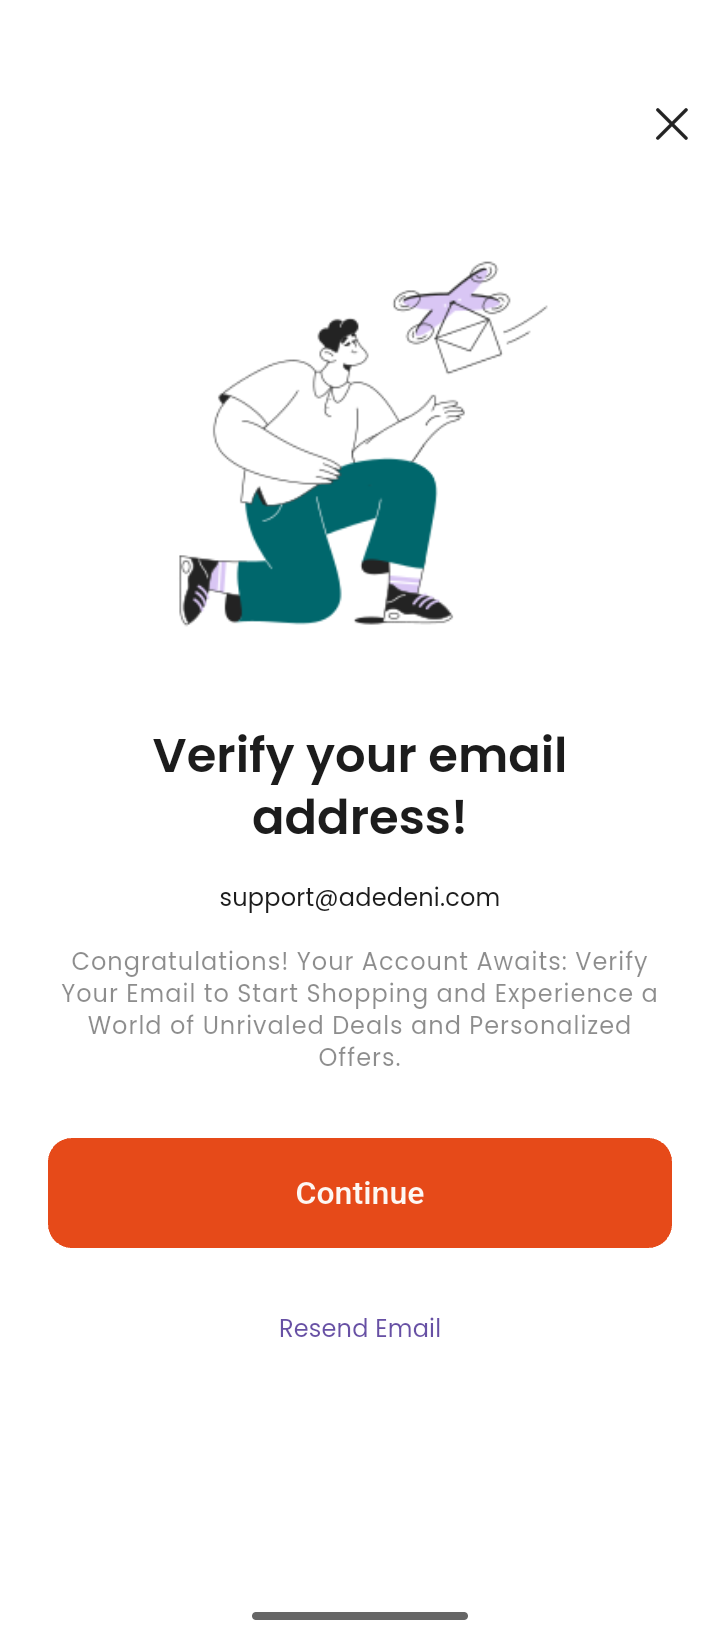 Verify your email
address!
support@adedeni.com
Congratulations! Your Account Awaits: Verify
Your Email to Start Shopping and Experience a
World of Unrivaled Deals and Personalized
Offers.
Continue
Resend Email